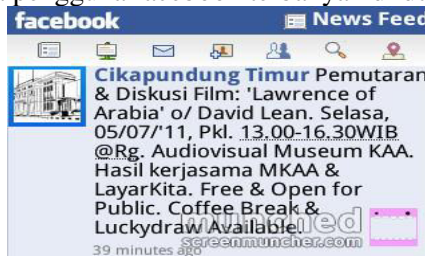 facebook News Feed
Cikapundung Timur Pemutaran
& Diskusi Film: 'Lawrence of
Arabia' o/ David Lean. Selasa,
05/07/'11, Pkl. 13.00-16.30WIB
@Rg. Audiovisual Museum KAA.
Hasil kerjasama MKAA &
LayarKita. Free & Open for
Public. Coffee Break &
Luckydraw Available!
munched
screenmuncher.com
39 minutes ago